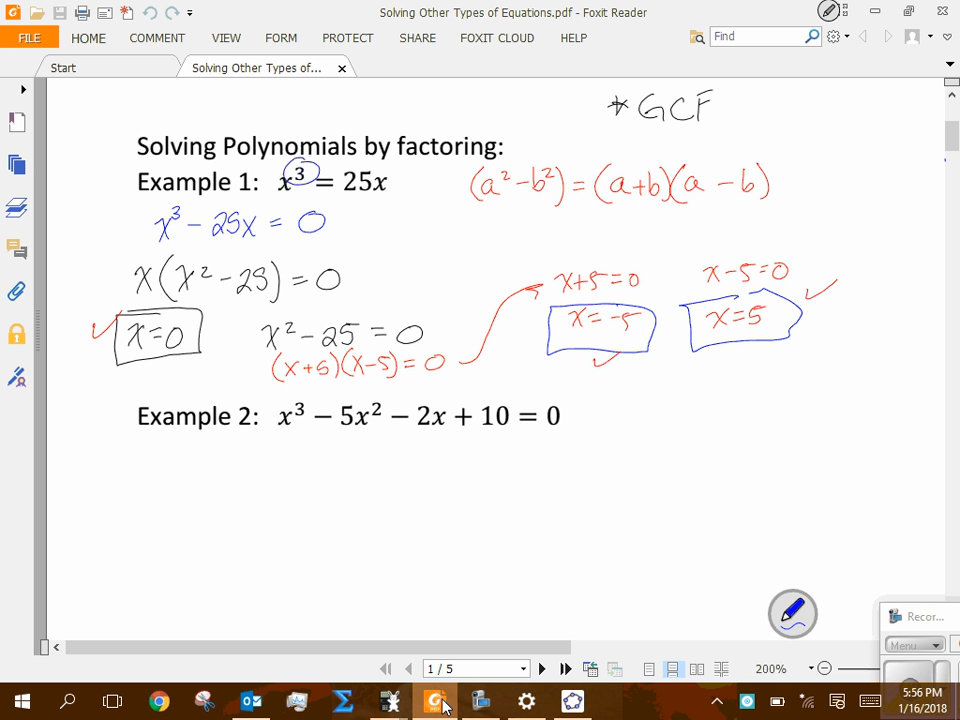 Solving Other Types of Equations.pdf - Foxit Reader
FILE HOME COMMENT VIEW FORM PROTECT SHARE FOXIT CLOUD HELP Find
Start Solving Other Types of...
*GCF
Solving Polynomials by factoring:
Example 1: x³ = 25x (a² - b²) = (a+b)(a - b)
x³ - 25x = 0
x(x² - 25) = 0 x+5=0 x-5=0
x=0 x² - 25 = 0 x=-5 x=5
(x+5)(x-5)=0
Example 2: x³ − 5x² − 2x + 10 = 0
Recor...
Menu
1 / 5 200%
5:56 PM
1/16/2018